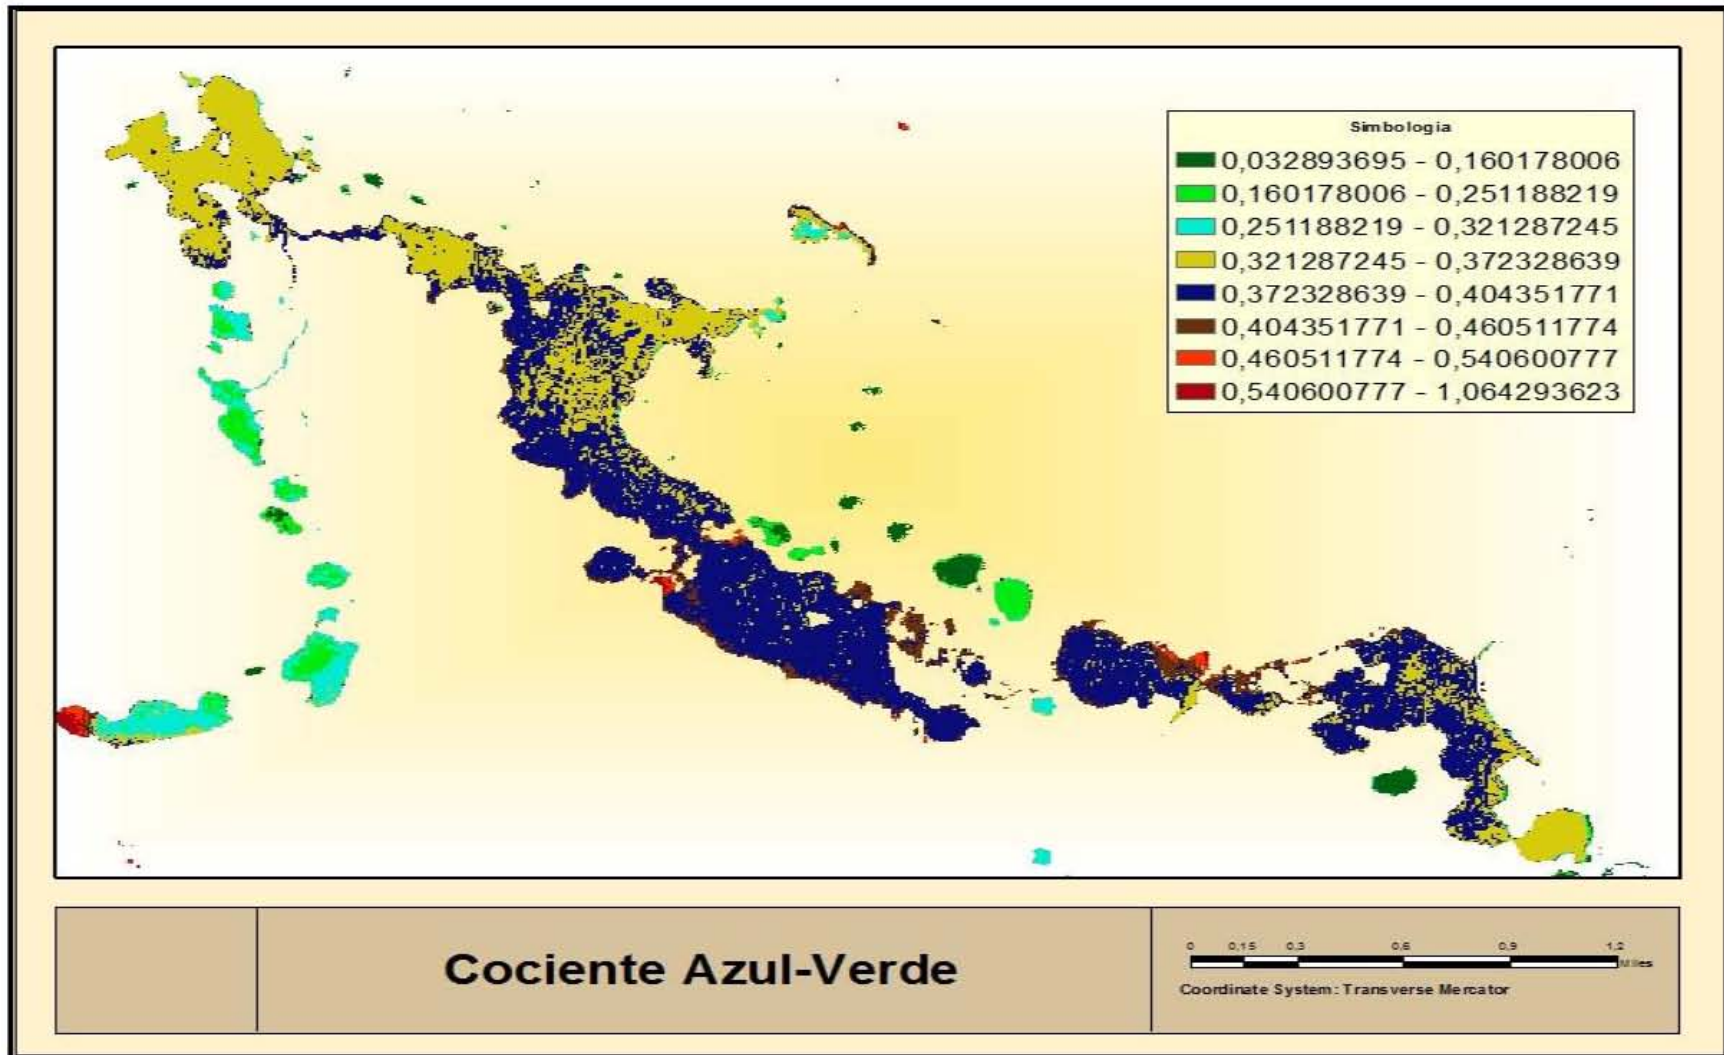 Simbologia
0,032893695 - 0,160178006
0,160178006 - 0,251188219
0,251188219 - 0,321287245
0,321287245 - 0,372328639
0,372328639 - 0,404351771
0,404351771 - 0,460511774
0,460511774 - 0,540600777
0,540600777 - 1,064293623
Cociente Azul-Verde
0 0,15 0,3 0,6 0,9 1,2
Miles
Coordinate System: Transverse Mercator